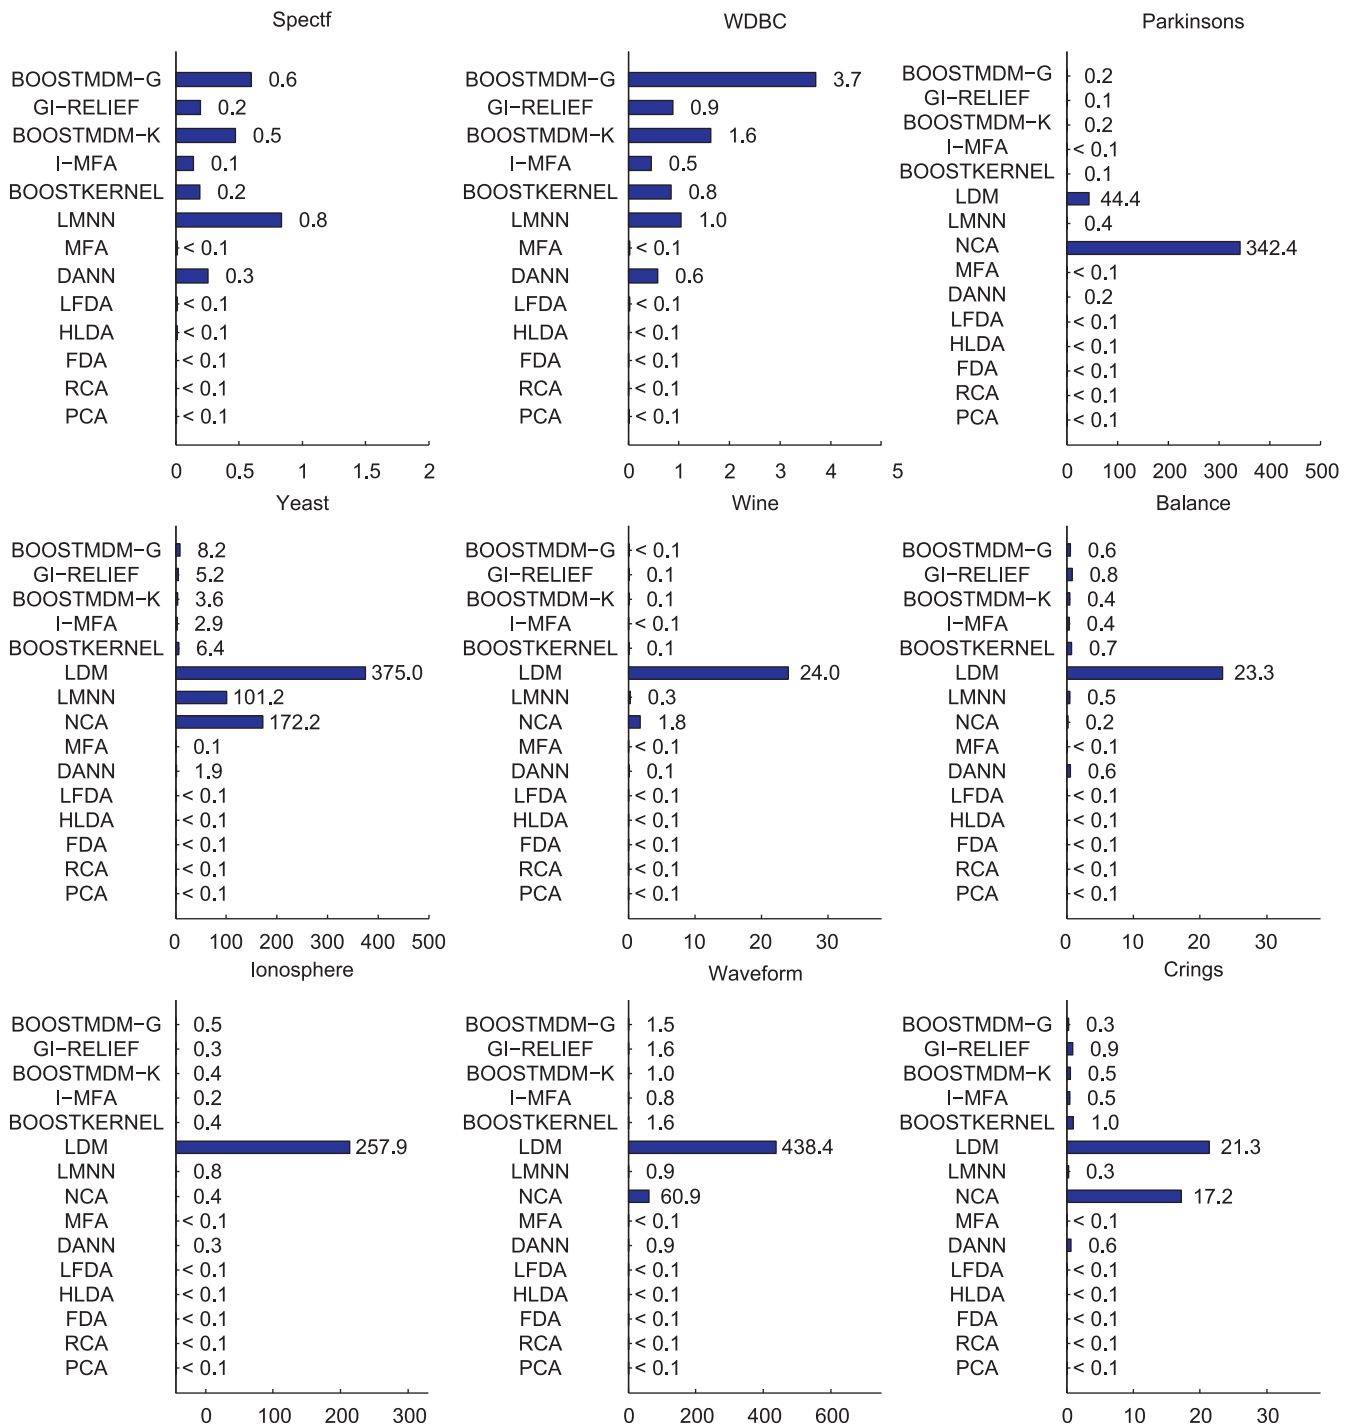 Spectf
BOOSTMDM−G 0.6
GI−RELIEF 0.2
BOOSTMDM−K 0.5
I−MFA 0.1
BOOSTKERNEL 0.2
LMNN 0.8
MFA < 0.1
DANN 0.3
LFDA < 0.1
HLDA < 0.1
FDA < 0.1
RCA < 0.1
PCA < 0.1
0 0.5 1 1.5 2
WDBC
BOOSTMDM−G 3.7
GI−RELIEF 0.9
BOOSTMDM−K 1.6
I−MFA 0.5
BOOSTKERNEL 0.8
LMNN 1.0
MFA < 0.1
DANN 0.6
LFDA < 0.1
HLDA < 0.1
FDA < 0.1
RCA < 0.1
PCA < 0.1
0 1 2 3 4 5
Parkinsons
BOOSTMDM−G 0.2
GI−RELIEF 0.1
BOOSTMDM−K 0.2
I−MFA < 0.1
BOOSTKERNEL 0.1
LDM 44.4
LMNN 0.4
NCA 342.4
MFA < 0.1
DANN 0.2
LFDA < 0.1
HLDA < 0.1
FDA < 0.1
RCA < 0.1
PCA < 0.1
0 100 200 300 400 500
Yeast
BOOSTMDM−G 8.2
GI−RELIEF 5.2
BOOSTMDM−K 3.6
I−MFA 2.9
BOOSTKERNEL 6.4
LDM 375.0
LMNN 101.2
NCA 172.2
MFA 0.1
DANN 1.9
LFDA < 0.1
HLDA < 0.1
FDA < 0.1
RCA < 0.1
PCA < 0.1
0 100 200 300 400 500
Wine
BOOSTMDM−G < 0.1
GI−RELIEF 0.1
BOOSTMDM−K 0.1
I−MFA < 0.1
BOOSTKERNEL 0.1
LDM 24.0
LMNN 0.3
NCA 1.8
MFA < 0.1
DANN 0.1
LFDA < 0.1
HLDA < 0.1
FDA < 0.1
RCA < 0.1
PCA < 0.1
0 10 20 30
Balance
BOOSTMDM−G 0.6
GI−RELIEF 0.8
BOOSTMDM−K 0.4
I−MFA 0.4
BOOSTKERNEL 0.7
LDM 23.3
LMNN 0.5
NCA 0.2
MFA < 0.1
DANN 0.6
LFDA < 0.1
HLDA < 0.1
FDA < 0.1
RCA < 0.1
PCA < 0.1
0 10 20 30
Ionosphere
BOOSTMDM−G 0.5
GI−RELIEF 0.3
BOOSTMDM−K 0.4
I−MFA 0.2
BOOSTKERNEL 0.4
LDM 257.9
LMNN 0.8
NCA 0.4
MFA < 0.1
DANN 0.3
LFDA < 0.1
HLDA < 0.1
FDA < 0.1
RCA < 0.1
PCA < 0.1
0 100 200 300
Waveform
BOOSTMDM−G 1.5
GI−RELIEF 1.6
BOOSTMDM−K 1.0
I−MFA 0.8
BOOSTKERNEL 1.6
LDM 438.4
LMNN 0.9
NCA 60.9
MFA < 0.1
DANN 0.9
LFDA < 0.1
HLDA < 0.1
FDA < 0.1
RCA < 0.1
PCA < 0.1
0 200 400 600
Crings
BOOSTMDM−G 0.3
GI−RELIEF 0.9
BOOSTMDM−K 0.5
I−MFA 0.5
BOOSTKERNEL 1.0
LDM 21.3
LMNN 0.3
NCA 17.2
MFA < 0.1
DANN 0.6
LFDA < 0.1
HLDA < 0.1
FDA < 0.1
RCA < 0.1
PCA < 0.1
0 10 20 30